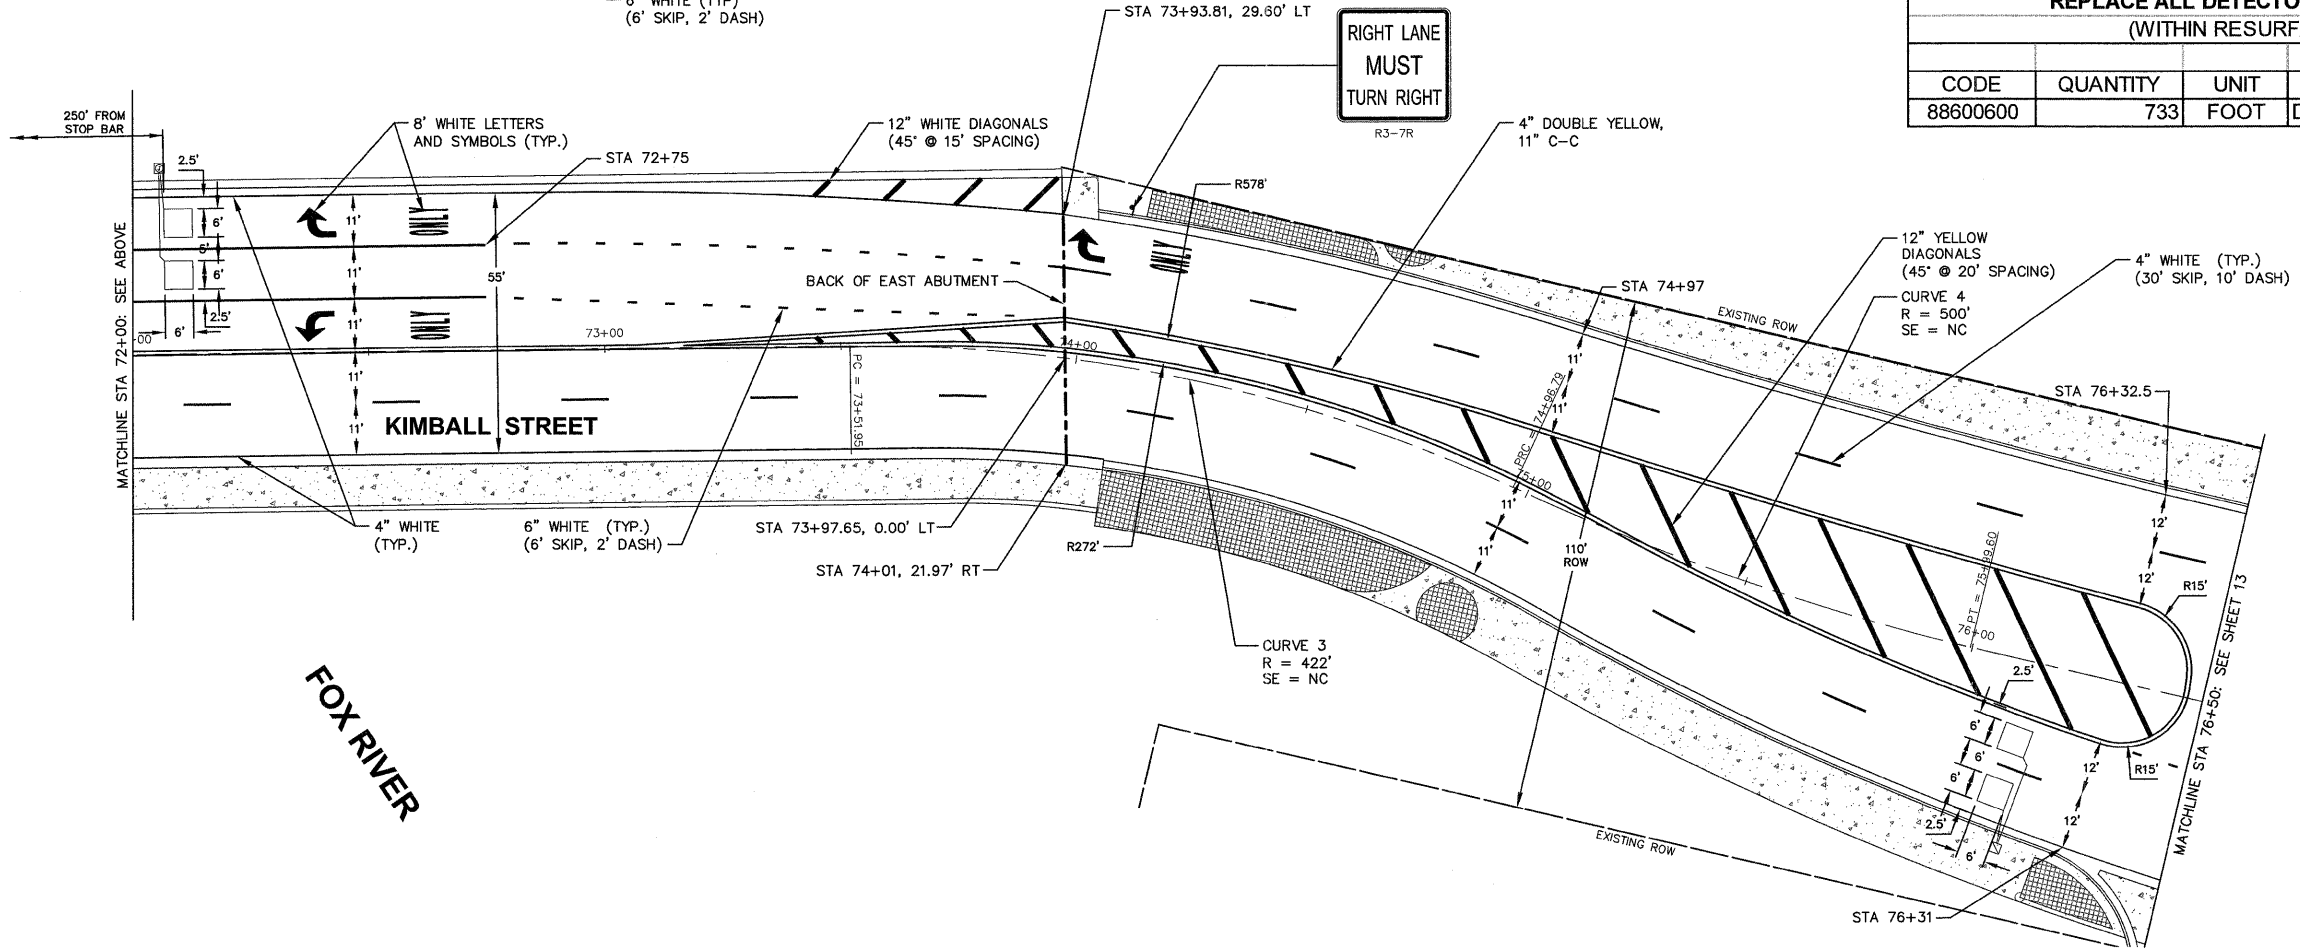 8" WHITE (TYP)
(6' SKIP, 2' DASH)
STA 73+93.81, 29.60' LT
RIGHT LANE
MUST
TURN RIGHT
R3-7R
REPLACE ALL
(WITHIN
CODE QUANTITY UNIT
88600600 733 FOOT
250' FROM
STOP BAR
8' WHITE LETTERS
AND SYMBOLS (TYP.)
12" WHITE DIAGONALS
(45° @ 15' SPACING)
4" DOUBLE YELLOW,
11" C-C
STA 72+75
2.5'
6'
5'
6'
2.5'
6'
11'
11'
11'
11'
11'
55'
ONLY
ONLY
ONLY
R578'
BACK OF EAST ABUTMENT
MATCHLINE STA 72+00: SEE ABOVE
00
73+00
74+00
PC = 73+51.95
KIMBALL STREET
12" YELLOW
DIAGONALS
(45° @ 20' SPACING)
4" WHITE (TYP.)
(30' SKIP, 10' DASH)
CURVE 4
R = 500'
SE = NC
STA 74+97
EXISTING ROW
STA 76+32.5
11'
11'
PRC = 74+96.79
75+00
11'
11'
110'
ROW
4" WHITE
(TYP.)
6" WHITE (TYP.)
(6' SKIP, 2' DASH)
STA 73+97.65, 0.00' LT
STA 74+01, 21.97' RT
R272'
CURVE 3
R = 422'
SE = NC
12'
12'
R15'
PT = 75+99.60
76+00
2.5'
6'
6'
6'
2.5'
6'
12'
12'
R15'
MATCHLINE STA 76+50: SEE SHEET 13
FOX RIVER
EXISTING ROW
STA 76+31